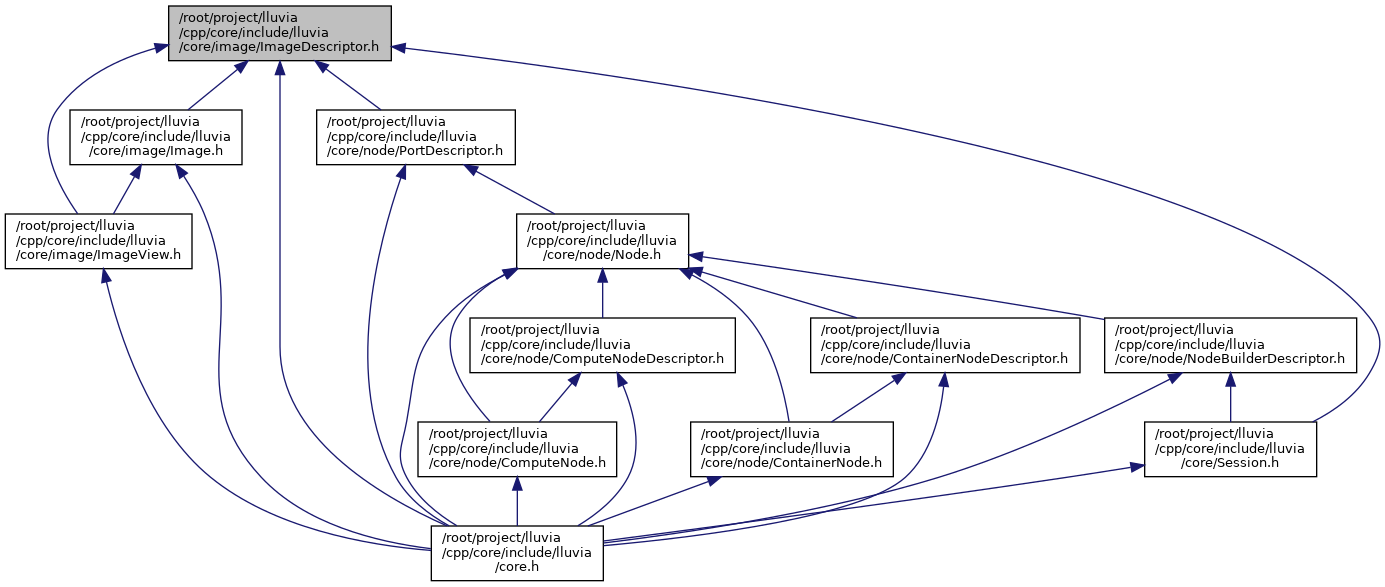 /root/project/lluvia
/cpp/core/include/lluvia
/core/image/ImageDescriptor.h
/root/project/lluvia
/cpp/core/include/lluvia
/core/image/Image.h
/root/project/lluvia
/cpp/core/include/lluvia
/core/node/PortDescriptor.h
/root/project/lluvia
/cpp/core/include/lluvia
/core/image/ImageView.h
/root/project/lluvia
/cpp/core/include/lluvia
/core/node/Node.h
/root/project/lluvia
/cpp/core/include/lluvia
/core/node/ComputeNodeDescriptor.h
/root/project/lluvia
/cpp/core/include/lluvia
/core/node/ContainerNodeDescriptor.h
/root/project/lluvia
/cpp/core/include/lluvia
/core/node/NodeBuilderDescriptor.h
/root/project/lluvia
/cpp/core/include/lluvia
/core/node/ComputeNode.h
/root/project/lluvia
/cpp/core/include/lluvia
/core/node/ContainerNode.h
/root/project/lluvia
/cpp/core/include/lluvia
/core/Session.h
/root/project/lluvia
/cpp/core/include/lluvia
/core.h